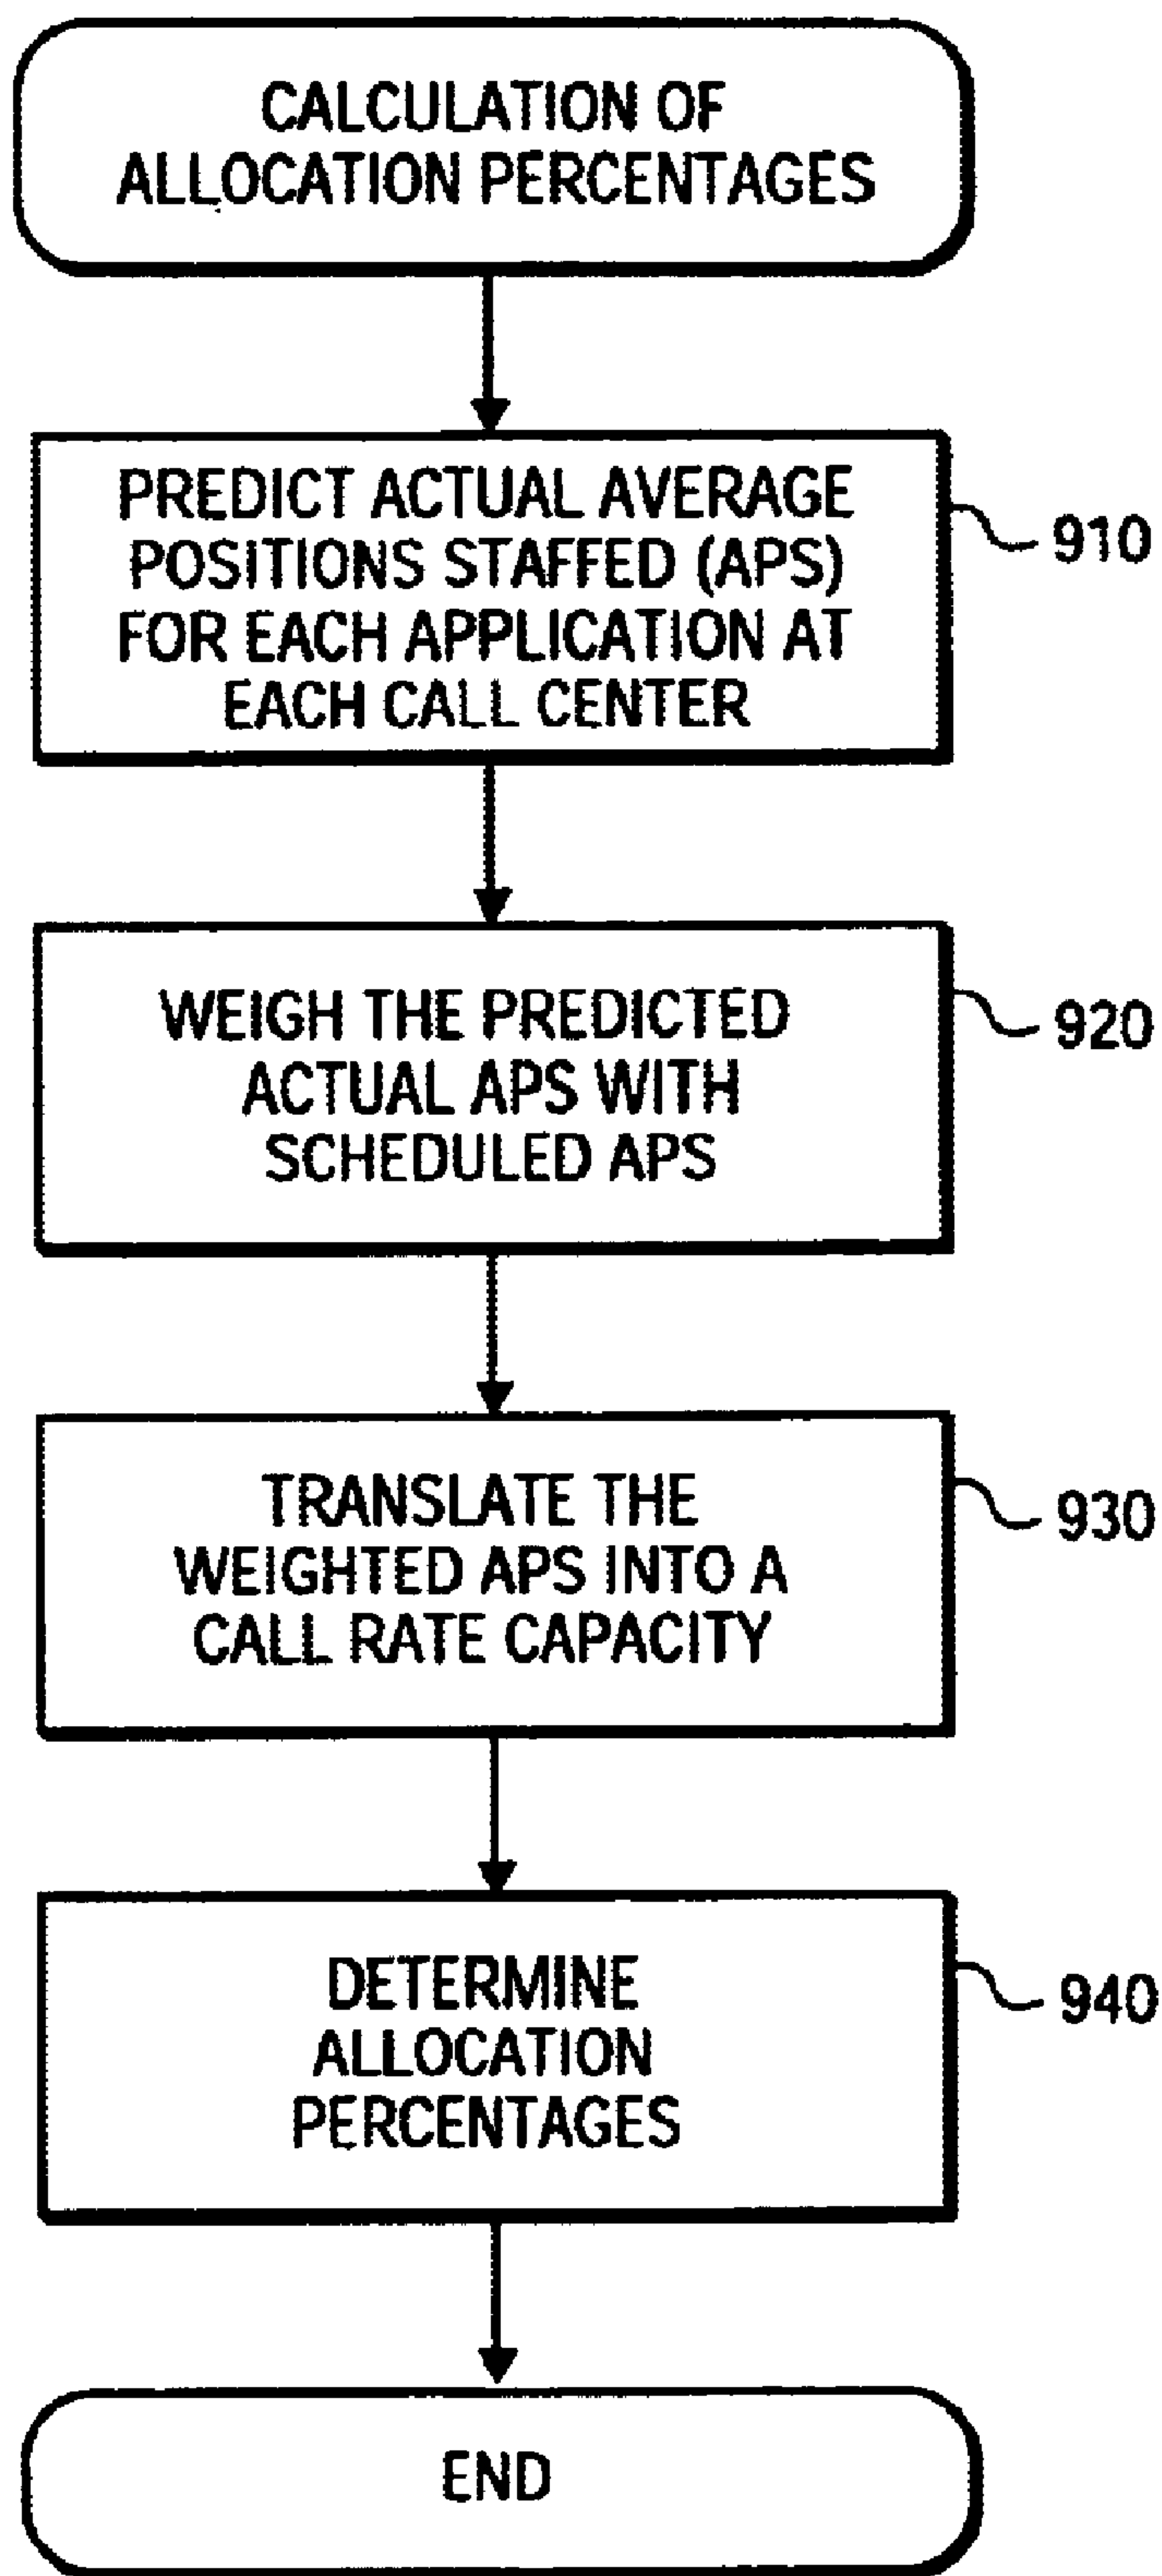 CALCULATION OF
ALLOCATION PERCENTAGES
PREDICT ACTUAL AVERAGE
POSITIONS STAFFED (APS)
FOR EACH APPLICATION AT
EACH CALL CENTER
910
WEIGH THE PREDICTED
ACTUAL APS WITH
SCHEDULED APS
920
TRANSLATE THE
WEIGHTED APS INTO A
CALL RATE CAPACITY
930
DETERMINE
ALLOCATION
PERCENTAGES
940
END